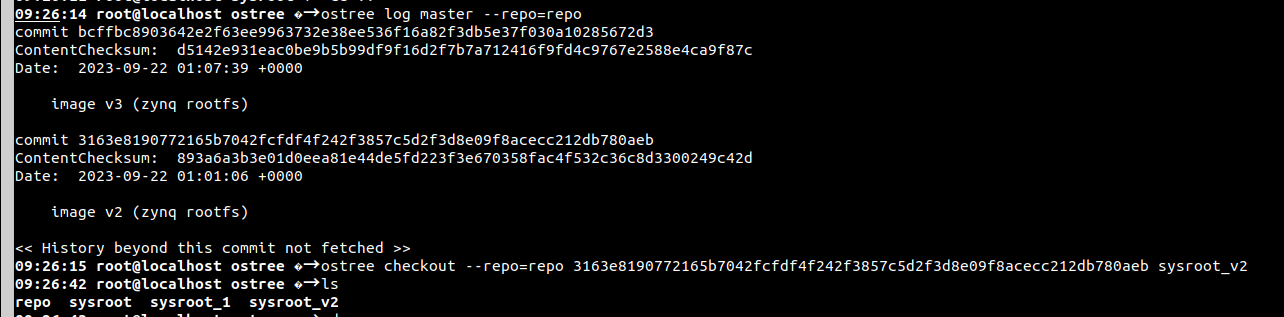 09:26:14 root@localhost ostree �→ostree log master --repo=repo
commit bcffbc8903642e2f63ee9963732e38ee536f16a82f3db5e37f030a10285672d3
ContentChecksum:  d5142e931eac0be9b5b99df9f16d2f7b7a712416f9fd4c9767e2588e4ca9f87c
Date:  2023-09-22 01:07:39 +0000
image v3 (zynq rootfs)
commit 3163e8190772165b7042fcfdf4f242f3857c5d2f3d8e09f8acecc212db780aeb
ContentChecksum:  893a6a3b3e01d0eea81e44de5fd223f3e670358fac4f532c36c8d3300249c42d
Date:  2023-09-22 01:01:06 +0000
image v2 (zynq rootfs)
<< History beyond this commit not fetched >>
09:26:15 root@localhost ostree �→ostree checkout --repo=repo 3163e8190772165b7042fcfdf4f242f3857c5d2f3d8e09f8acecc212db780aeb sysroot_v2
09:26:42 root@localhost ostree �→ls
repo  sysroot  sysroot_1  sysroot_v2